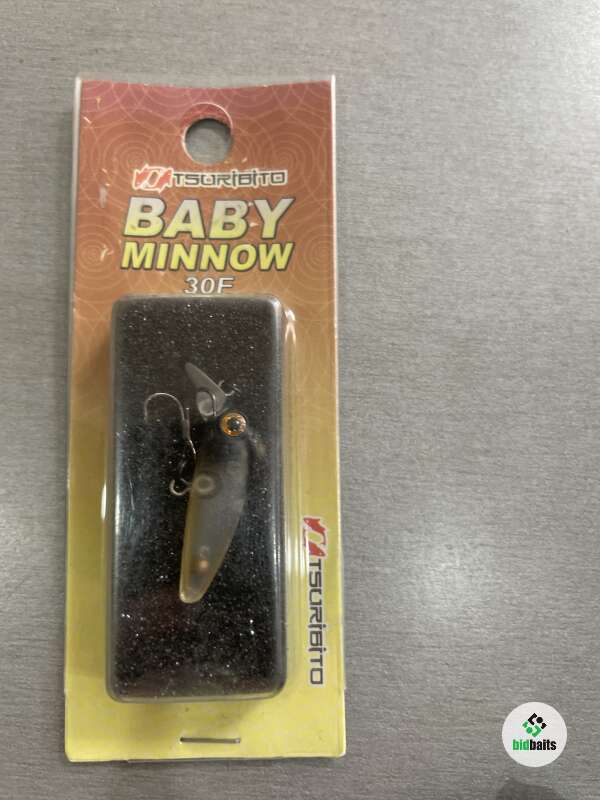 TSURIBITO
BABY
MINNOW
30F
TSURIBITO
bidbaits